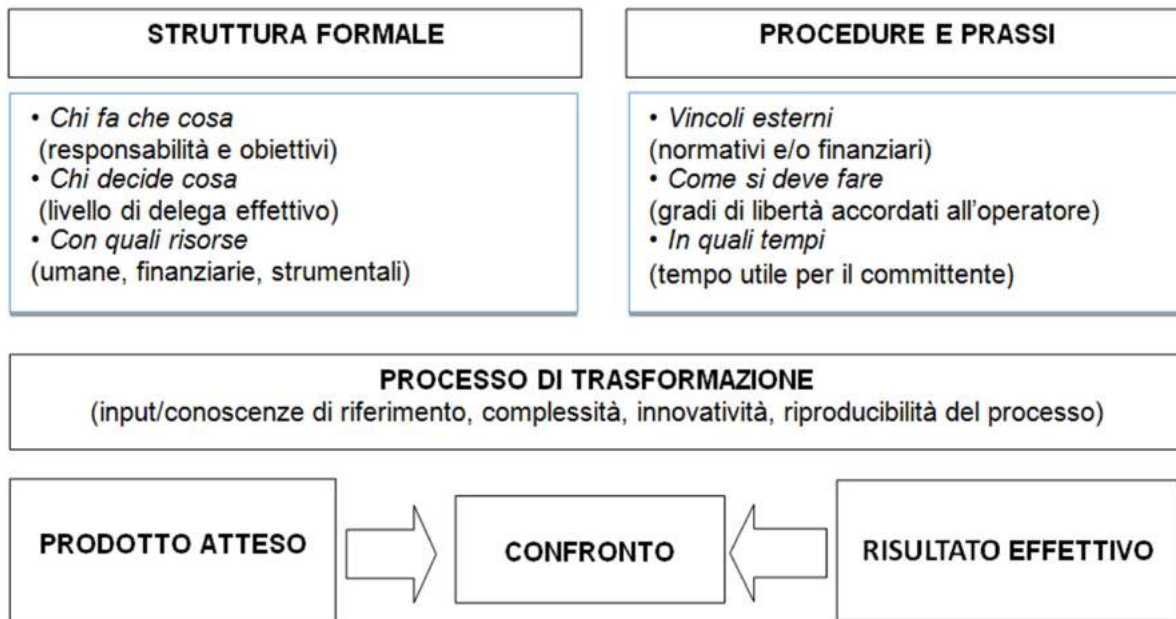 STRUTTURA FORMALE
• Chi fa che cosa
(responsabilità e obiettivi)
• Chi decide cosa
(livello di delega effettivo)
• Con quali risorse
(umane, finanziarie, strumentali)
PROCEDURE E PRASSI
• Vincoli esterni
(normativi e/o finanziari)
• Come si deve fare
(gradi di libertà accordati all’operatore)
• In quali tempi
(tempo utile per il committente)
PROCESSO DI TRASFORMAZIONE
(input/conoscenze di riferimento, complessità, innovatività, riproducibilità del processo)
PRODOTTO ATTESO
CONFRONTO
RISULTATO EFFETTIVO